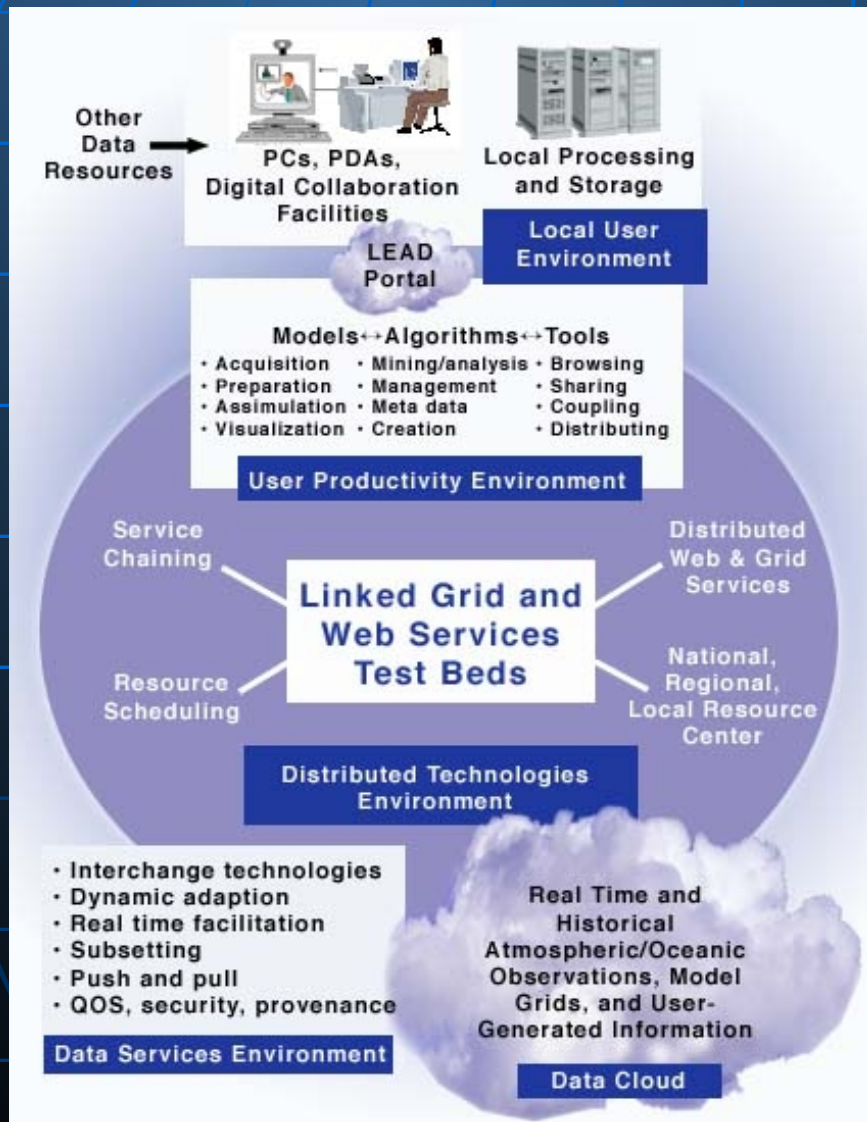 Other
Data
Resources
PCs, PDAs,
Digital Collaboration
Facilities
Local Processing
and Storage
Local User
Environment
LEAD
Portal
Models↔Algorithms↔Tools
· Acquisition · Mining/analysis · Browsing
· Preparation · Management · Sharing
· Assimulation · Meta data · Coupling
· Visualization · Creation · Distributing
User Productivity Environment
Service
Chaining
Distributed
Web & Grid
Services
Linked Grid and
Web Services
Test Beds
Resource
Scheduling
National,
Regional,
Local Resource
Center
Distributed Technologies
Environment
· Interchange technologies
· Dynamic adaption
· Real time facilitation
· Subsetting
· Push and pull
· QOS, security, provenance
Data Services Environment
Real Time and
Historical
Atmospheric/Oceanic
Observations, Model
Grids, and User-
Generated Information
Data Cloud